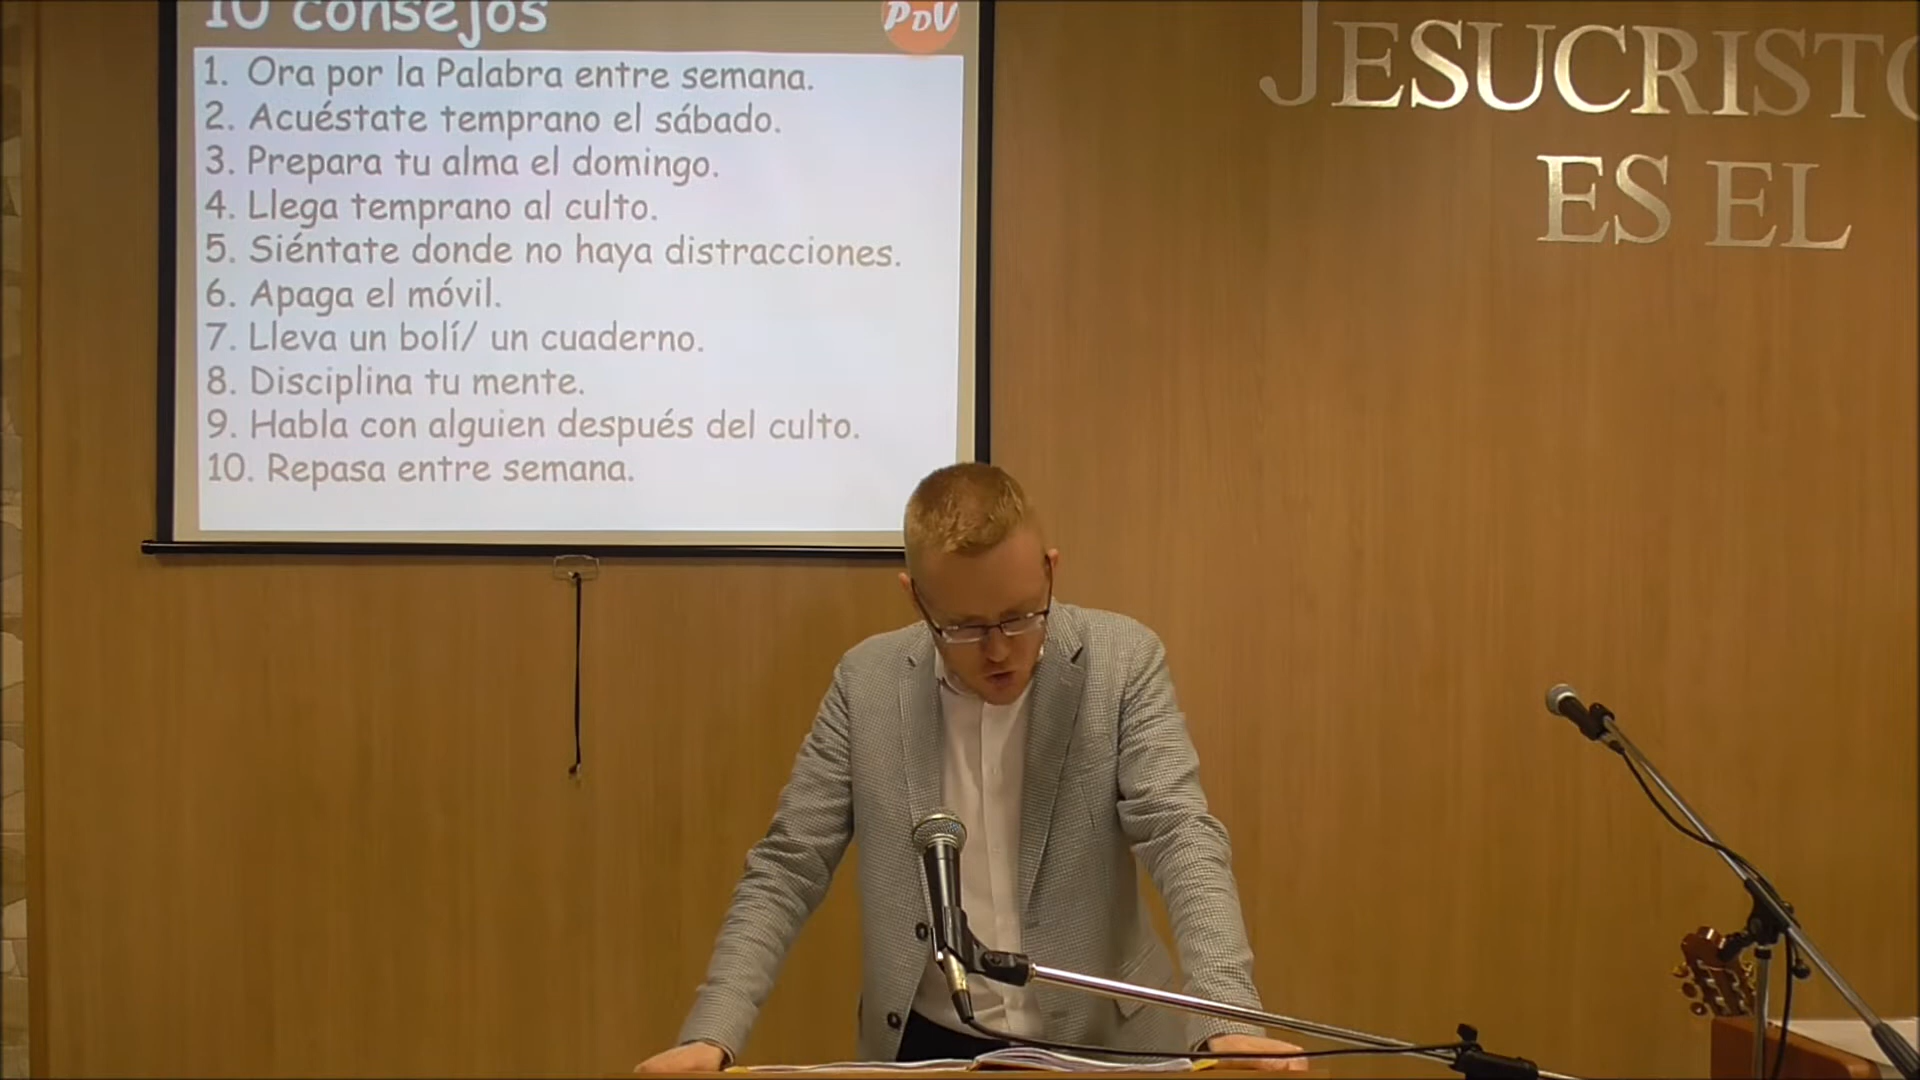 10 consejos
PDV
1. Ora por la Palabra entre semana.
2. Acuéstate temprano el sábado.
3. Prepara tu alma el domingo.
4. Llega temprano al culto.
5. Siéntate donde no haya distracciones.
6. Apaga el móvil.
7. Lleva un bolí/ un cuaderno.
8. Disciplina tu mente.
9. Habla con alguien después del culto.
10. Repasa entre semana.
JESUCRISTO
ES EL